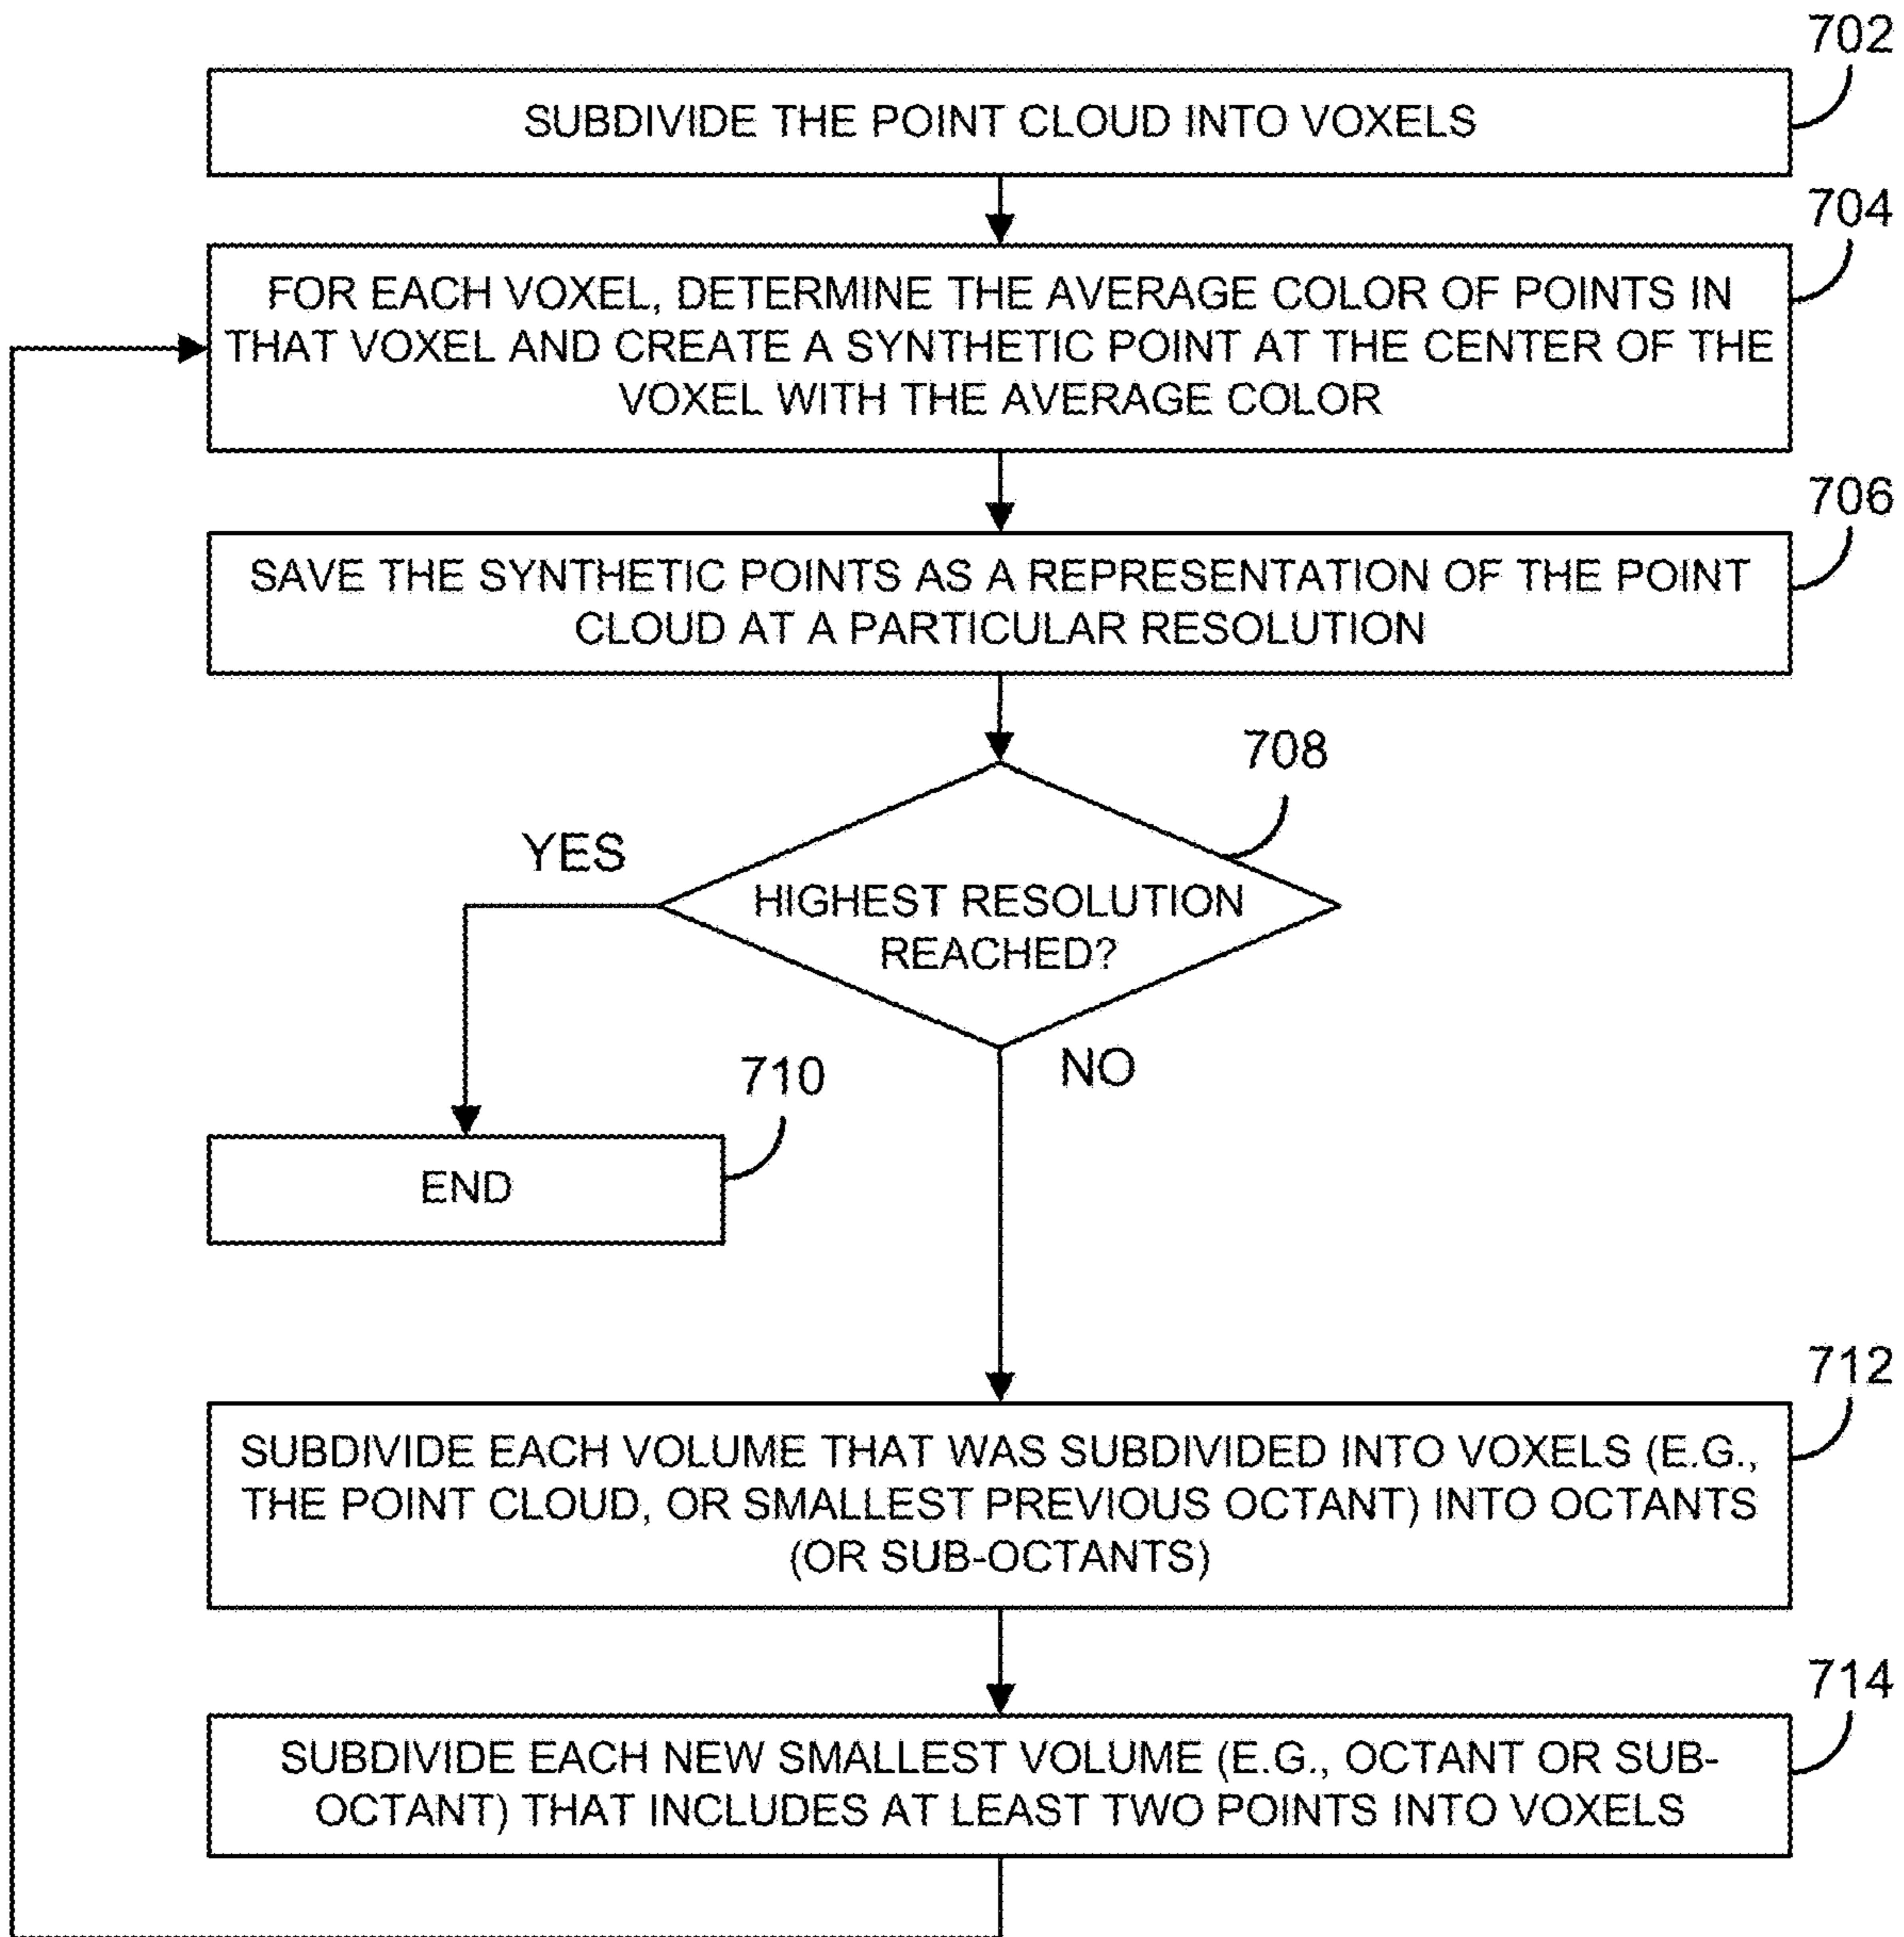 702
SUBDIVIDE THE POINT CLOUD INTO VOXELS
704
FOR EACH VOXEL, DETERMINE THE AVERAGE COLOR OF POINTS IN
THAT VOXEL AND CREATE A SYNTHETIC POINT AT THE CENTER OF THE
VOXEL WITH THE AVERAGE COLOR
706
SAVE THE SYNTHETIC POINTS AS A REPRESENTATION OF THE POINT
CLOUD AT A PARTICULAR RESOLUTION
708
YES
HIGHEST RESOLUTION
REACHED?
NO
710
END
712
SUBDIVIDE EACH VOLUME THAT WAS SUBDIVIDED INTO VOXELS (E.G.,
THE POINT CLOUD, OR SMALLEST PREVIOUS OCTANT) INTO OCTANTS
(OR SUB-OCTANTS)
714
SUBDIVIDE EACH NEW SMALLEST VOLUME (E.G., OCTANT OR SUB-
OCTANT) THAT INCLUDES AT LEAST TWO POINTS INTO VOXELS